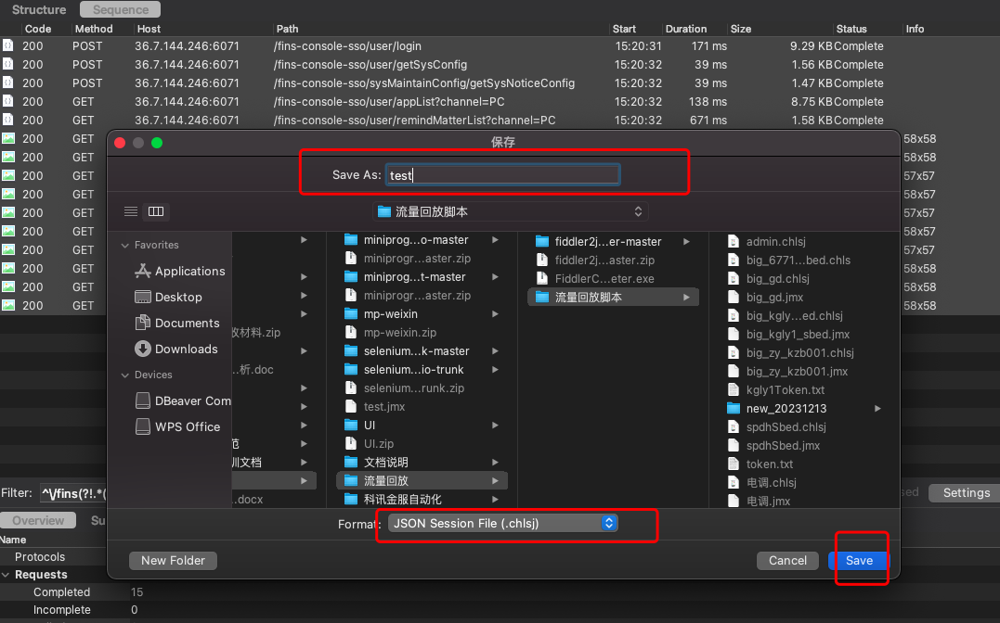 Structure Sequence
Code Method Host Path Start Duration Size Status Info
200 POST 36.7.144.246:6071 /fins-console-sso/user/login 15:20:31 171 ms 9.29 KB Complete
200 POST 36.7.144.246:6071 /fins-console-sso/user/getSysConfig 15:20:32 39 ms 1.56 KB Complete
200 POST 36.7.144.246:6071 /fins-console-sso/sysMaintainConfig/getSysNoticeConfig 15:20:32 39 ms 1.47 KB Complete
200 GET 36.7.144.246:6071 /fins-console-sso/user/appList?channel=PC 15:20:32 138 ms 8.75 KB Complete
200 GET 36.7.144.246:6071 /fins-console-sso/user/remindMatterList?channel=PC 15:20:32 671 ms 1.58 KB Complete
200 GET 58x58
200 GET 58x58
200 GET 57x57
200 GET 58x57
200 GET 57x57
200 GET 58x57
200 GET 57x57
200 GET 58x58
200 GET 58x58
200 GET 58x58
保存
Save As: test
流量回放脚本
Favorites
Applications
Desktop
Documents
Downloads
Devices
DBeaver Com
WPS Office
材料.zip
...析.doc
范
训文档
.docx
miniprog...o-master
miniprogr...aster.zip
miniprog...t-master
miniprogr...aster.zip
mp-weixin
mp-weixin.zip
selenium...k-master
selenium...io-trunk
selenium...runk.zip
test.jmx
UI
UI.zip
文档说明
流量回放
科讯金服自动化
fiddler2j...er-master
fiddler2j...aster.zip
FiddlerC...eter.exe
流量回放脚本
admin.chlsj
big_6771...bed.chls
big_gd.chlsj
big_gd.jmx
big_kgly...ed.chlsj
big_kgly1_sbed.jmx
big_zy_kzb001.chlsj
big_zy_kzb001.jmx
kgly1Token.txt
new_20231213
spdhSbed.chlsj
spdhSbed.jmx
token.txt
电调.chlsj
电调.jmx
Format: JSON Session File (.chlsj)
New Folder Cancel Save
Filter: ^\/fins(?!.*( sed Settings
Overview Su
Name
Protocols
Requests
Completed 15
Incomplete 0